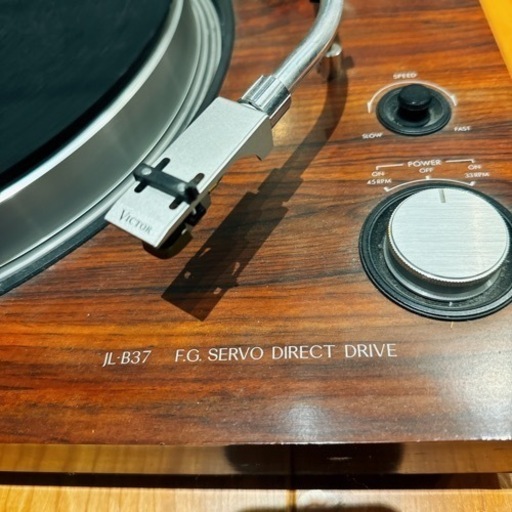 SPEED
SLOW FAST
POWER
ON OFF ON
45RPM 33RPM
VICTOR
JL-B37 F.G. SERVO DIRECT DRIVE